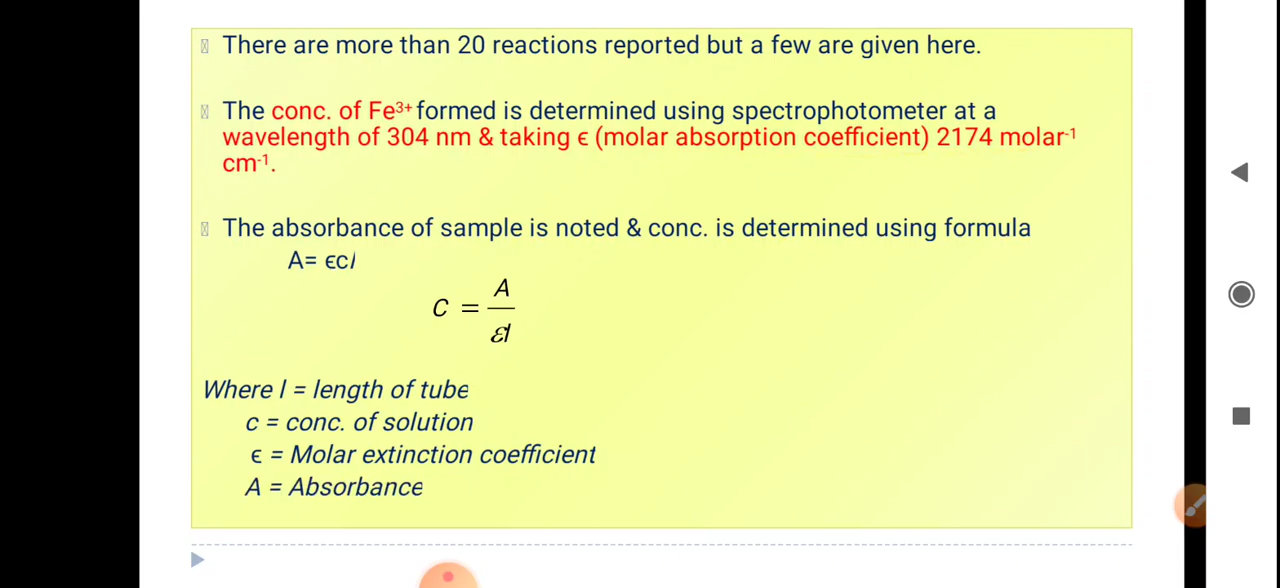 There are more than 20 reactions reported but a few are given here.
The conc. of Fe³⁺ formed is determined using spectrophotometer at a
wavelength of 304 nm & taking ϵ (molar absorption coefficient) 2174 molar⁻¹
cm⁻¹.
The absorbance of sample is noted & conc. is determined using formula
A= ϵcl
C = A / εl
Where l = length of tube
c = conc. of solution
ϵ = Molar extinction coefficient
A = Absorbance